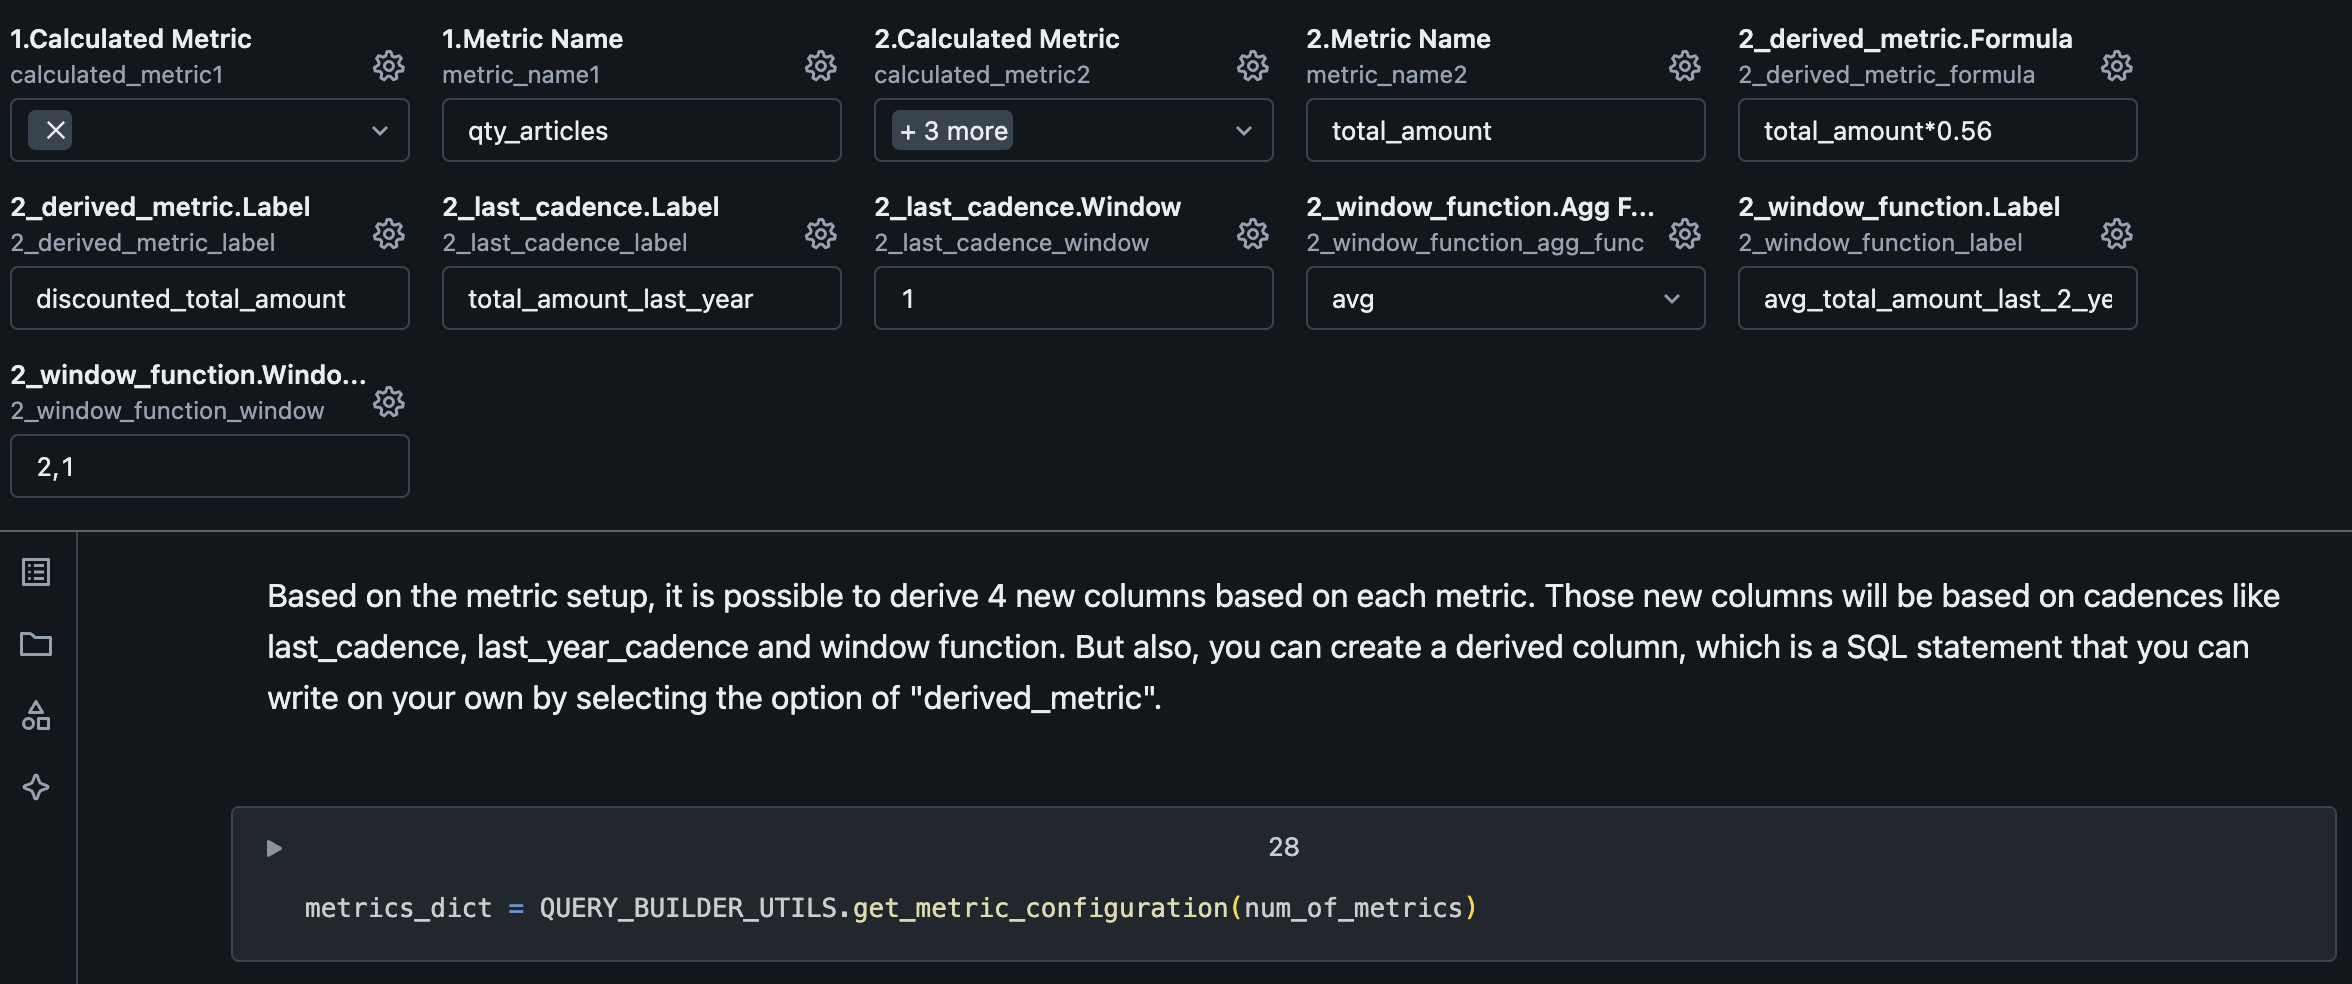 1.Calculated Metric
calculated_metric1
1.Metric Name
metric_name1
qty_articles
2.Calculated Metric
calculated_metric2
+ 3 more
2.Metric Name
metric_name2
total_amount
2_derived_metric.Formula
2_derived_metric_formula
total_amount*0.56
2_derived_metric.Label
2_derived_metric_label
discounted_total_amount
2_last_cadence.Label
2_last_cadence_label
total_amount_last_year
2_last_cadence.Window
2_last_cadence_window
1
2_window_function.Agg F...
2_window_function_agg_func
avg
2_window_function.Label
2_window_function_label
avg_total_amount_last_2_ye
2_window_function.Windo...
2_window_function_window
2,1
Based on the metric setup, it is possible to derive 4 new columns based on each metric. Those new columns will be based on cadences like
last_cadence, last_year_cadence and window function. But also, you can create a derived column, which is a SQL statement that you can
write on your own by selecting the option of "derived_metric".
28
metrics_dict = QUERY_BUILDER_UTILS.get_metric_configuration(num_of_metrics)